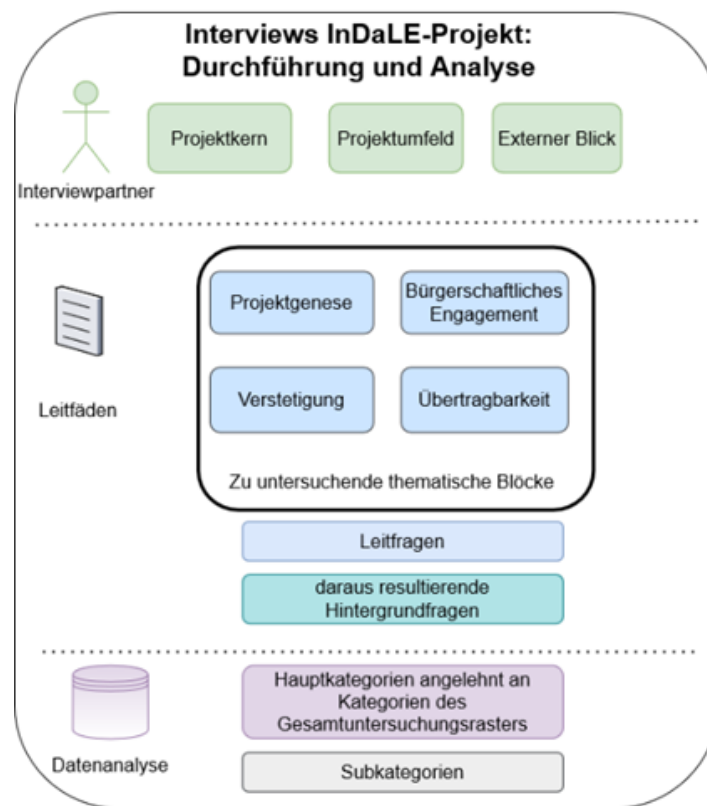 Interviews InDaLE-Projekt:
Durchführung und Analyse
Projektkern
Projektumfeld
Externer Blick
Interviewpartner
Projektgenese
Bürgerschaftliches
Engagement
Leitfäden
Verstetigung
Übertragbarkeit
Zu untersuchende thematische Blöcke
Leitfragen
daraus resultierende
Hintergrundfragen
Hauptkategorien angelehnt an
Kategorien des
Gesamtuntersuchungsrasters
Datenanalyse
Subkategorien